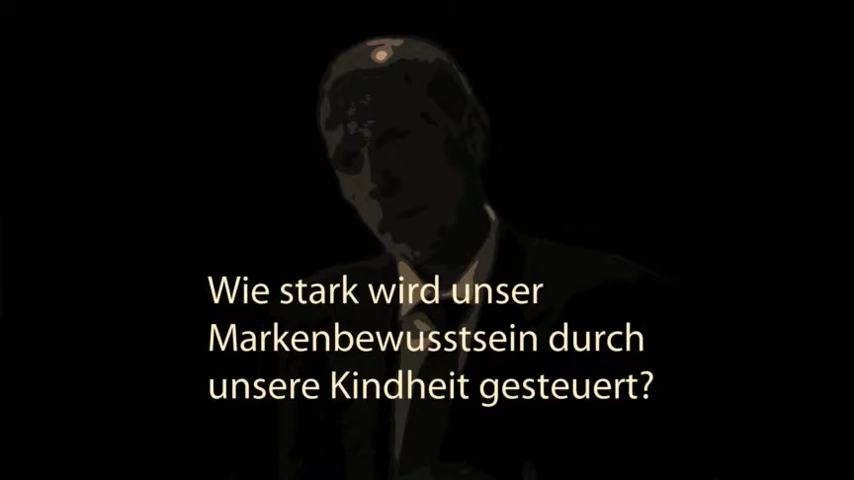 Wie stark wird unser
Markenbewusstsein durch
unsere Kindheit gesteuert?